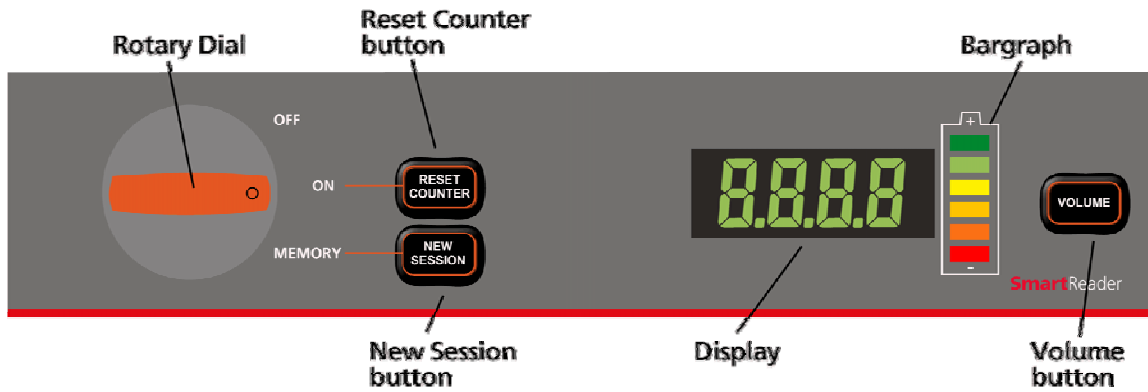 Rotary Dial
Reset Counter
button
Bargraph
OFF
ON
MEMORY
RESET
COUNTER
NEW
SESSION
8.8.8.8
+
-
VOLUME
SmartReader
New Session
button
Display
Volume
button